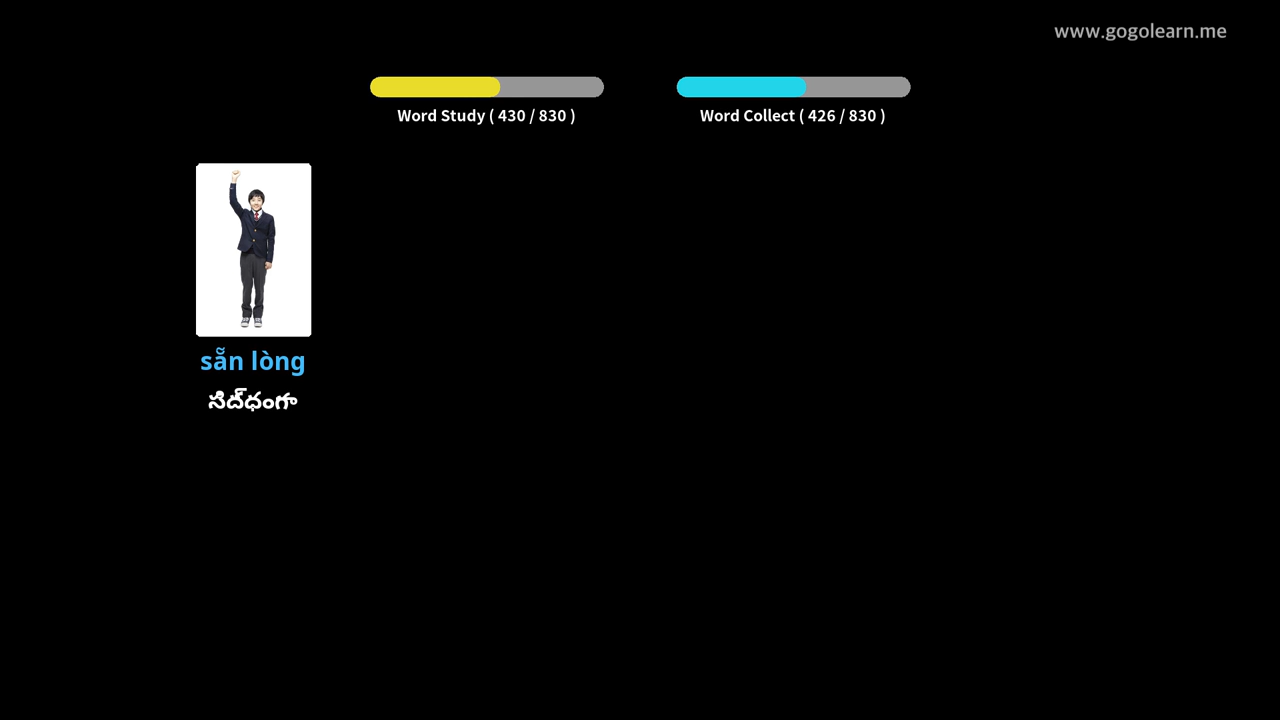 www.gogolearn.me
Word Study ( 430 / 830 )
Word Collect ( 426 / 830 )
sẵn lòng
సిద్ధంగా